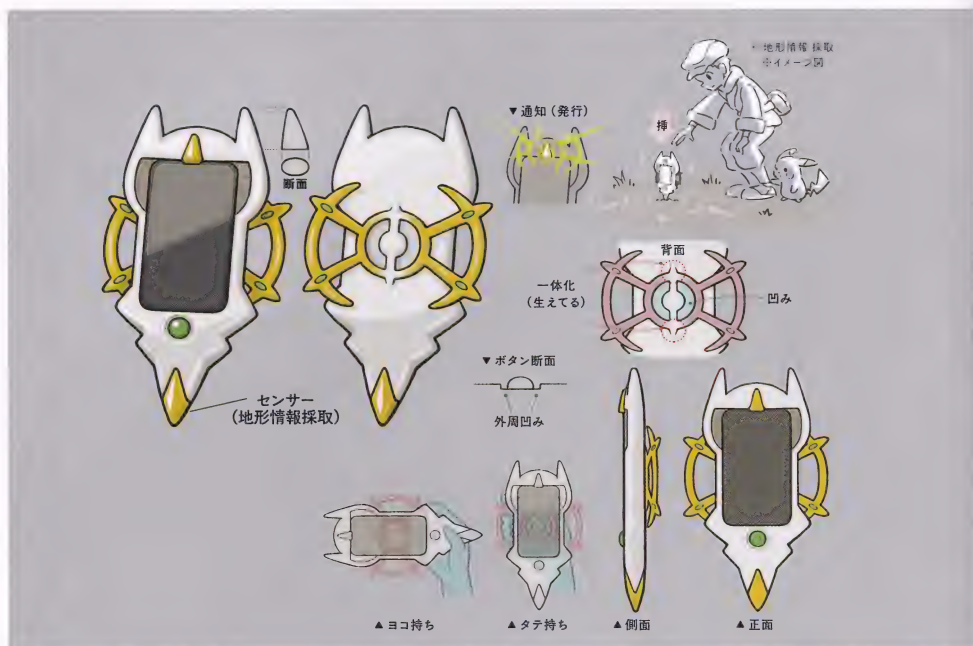 ・地形情報 採取
※イメージ図
▼通知（発行）
挿
断面
背面
一体化
（生えてる）
凹み
▼ボタン断面
外周凹み
センサー
（地形情報採取）
▲ヨコ持ち
▲タテ持ち
▲側面
▲正面